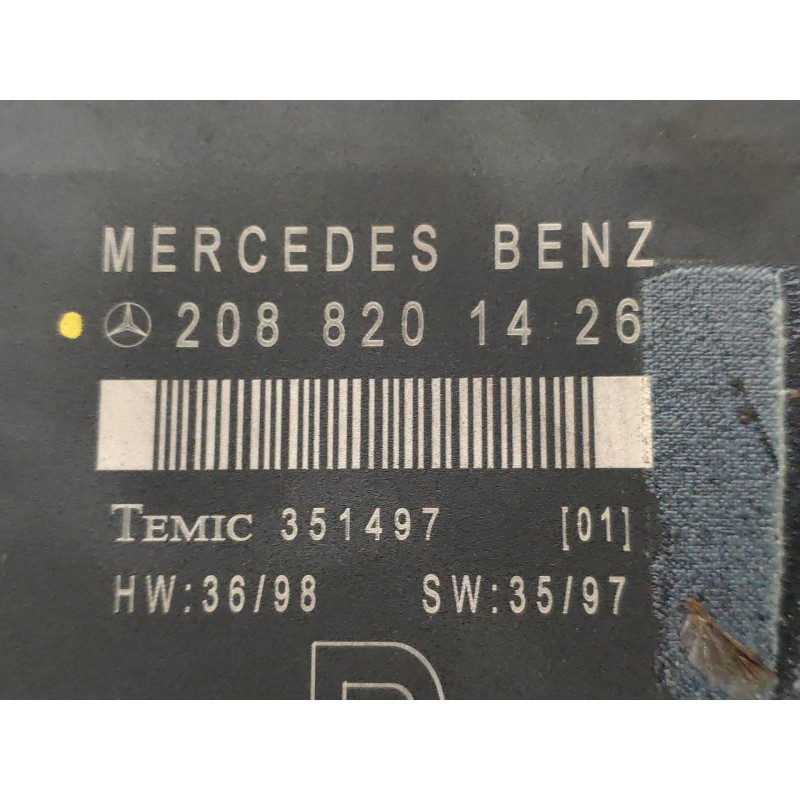 MERCEDES BENZ
208 820 14 26
TEMIC 351497 [01]
HW:36/98 SW:35/97